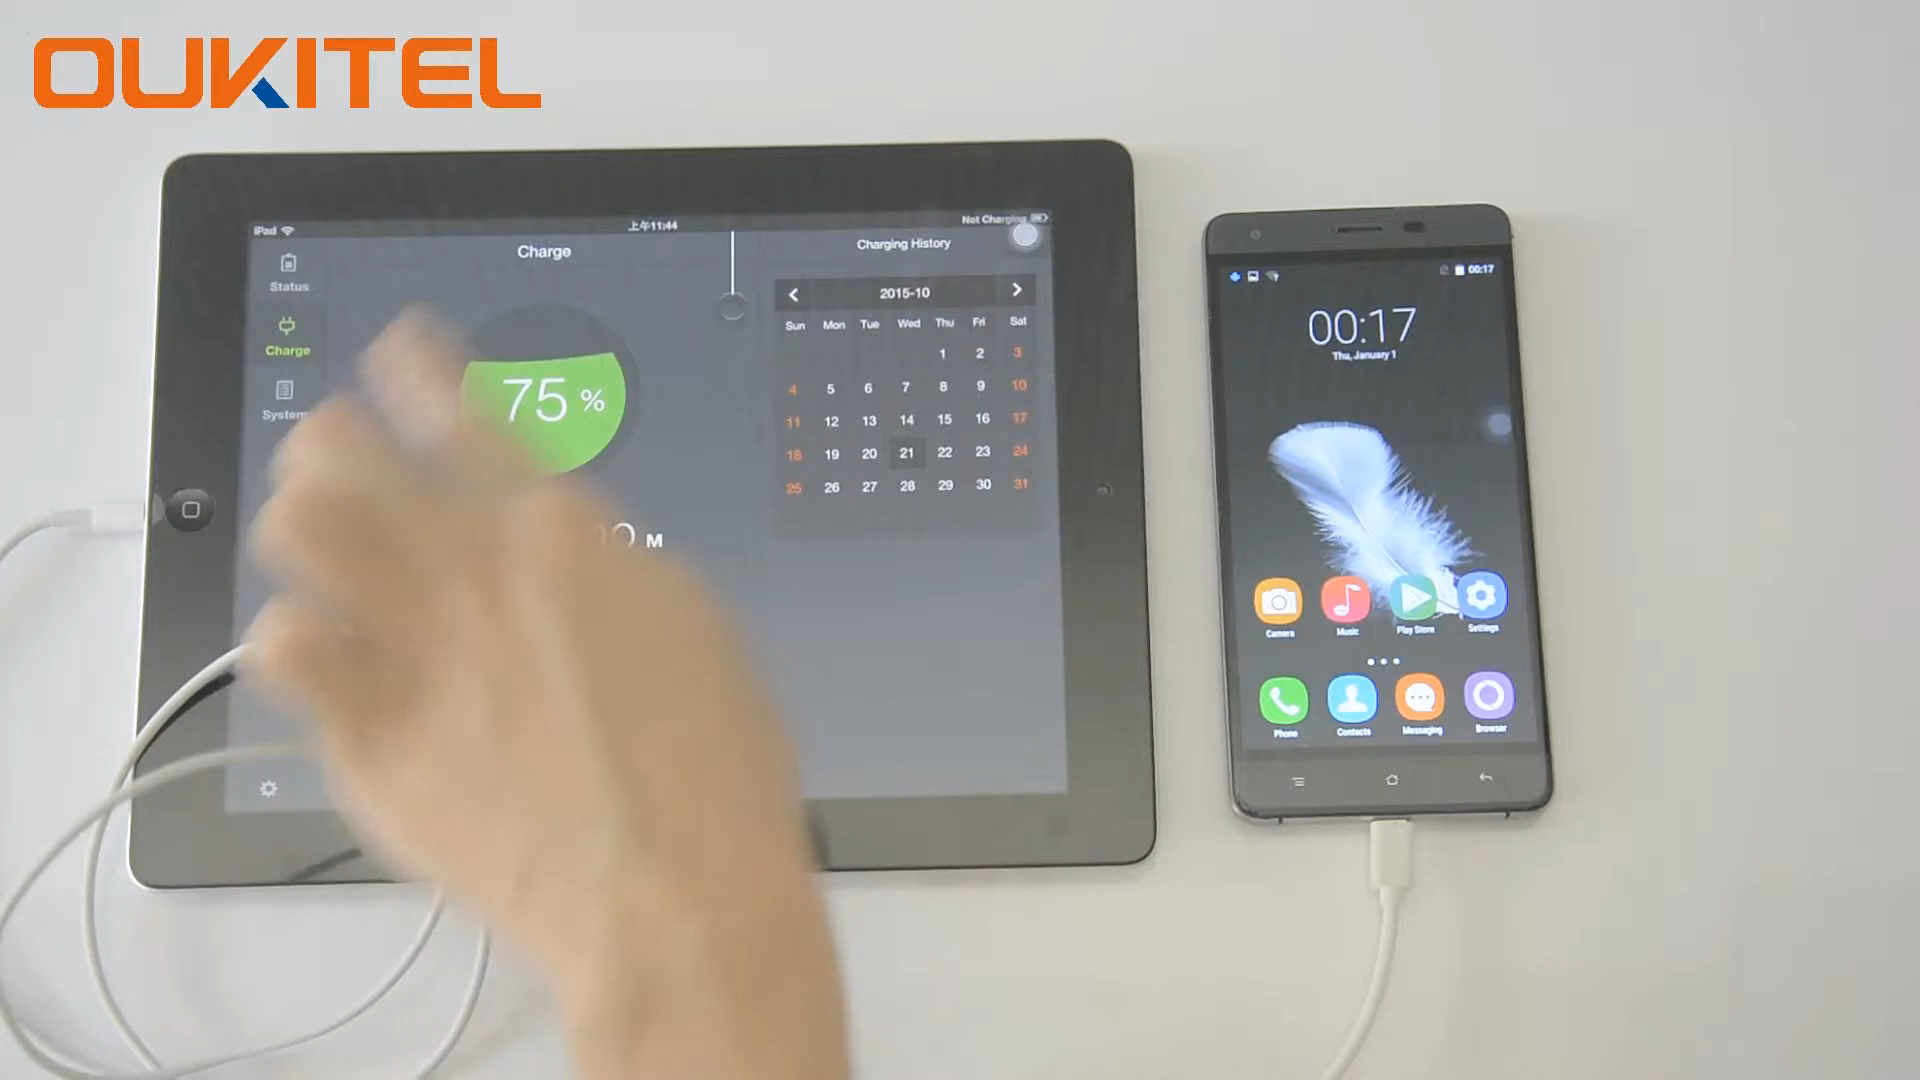 OUKITEL
iPad
上午11:44
Not Charging
Status
Charge
System
Charge
75 %
M
Charging History
2015-10
Sun Mon Tue Wed Thu Fri Sat
1 2 3
4 5 6 7 8 9 10
11 12 13 14 15 16 17
18 19 20 21 22 23 24
25 26 27 28 29 30 31
00:17
00:17
Thu, January 1
Camera Music Play Store Settings
Phone Contacts Messaging Browser